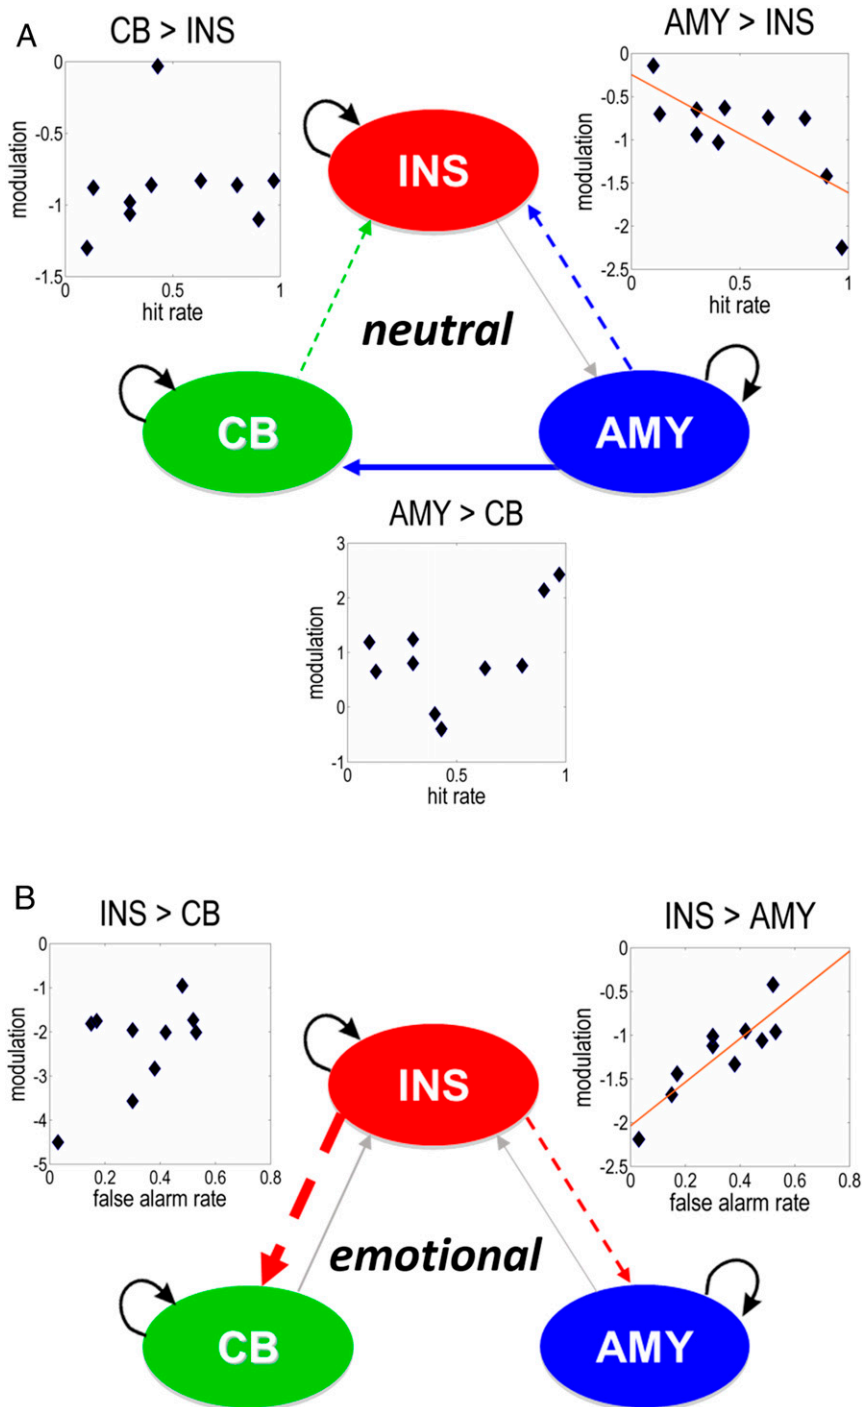 A
CB > INS
0
-0.5
-1
-1.5
modulation
0 0.5 1
hit rate
AMY > INS
0
-0.5
-1
-1.5
-2
-2.5
modulation
0 0.5 1
hit rate
INS
neutral
CB
AMY
AMY > CB
3
2
1
0
-1
modulation
0 0.5 1
hit rate
B
INS > CB
0
-1
-2
-3
-4
-5
modulation
0 0.2 0.4 0.6 0.8
false alarm rate
INS > AMY
0
-0.5
-1
-1.5
-2
-2.5
modulation
0 0.2 0.4 0.6 0.8
false alarm rate
INS
emotional
CB
AMY